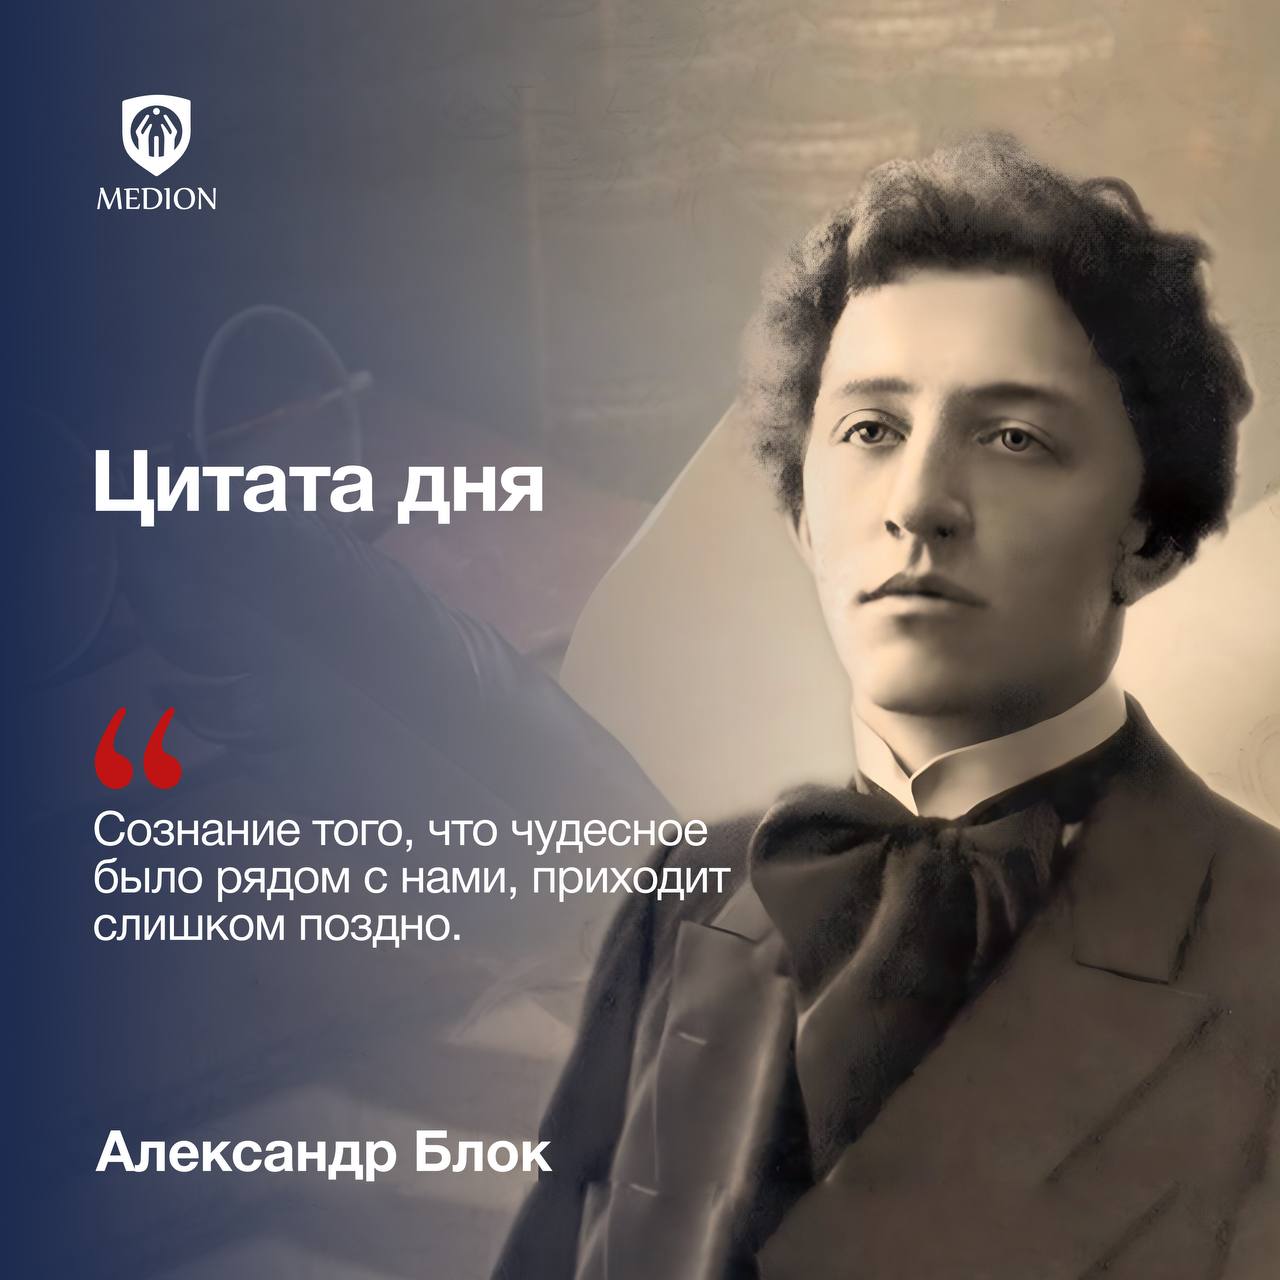 MEDION
Цитата дня
“
Сознание того, что чудесное
было рядом с нами, приходит
слишком поздно.
Александр Блок